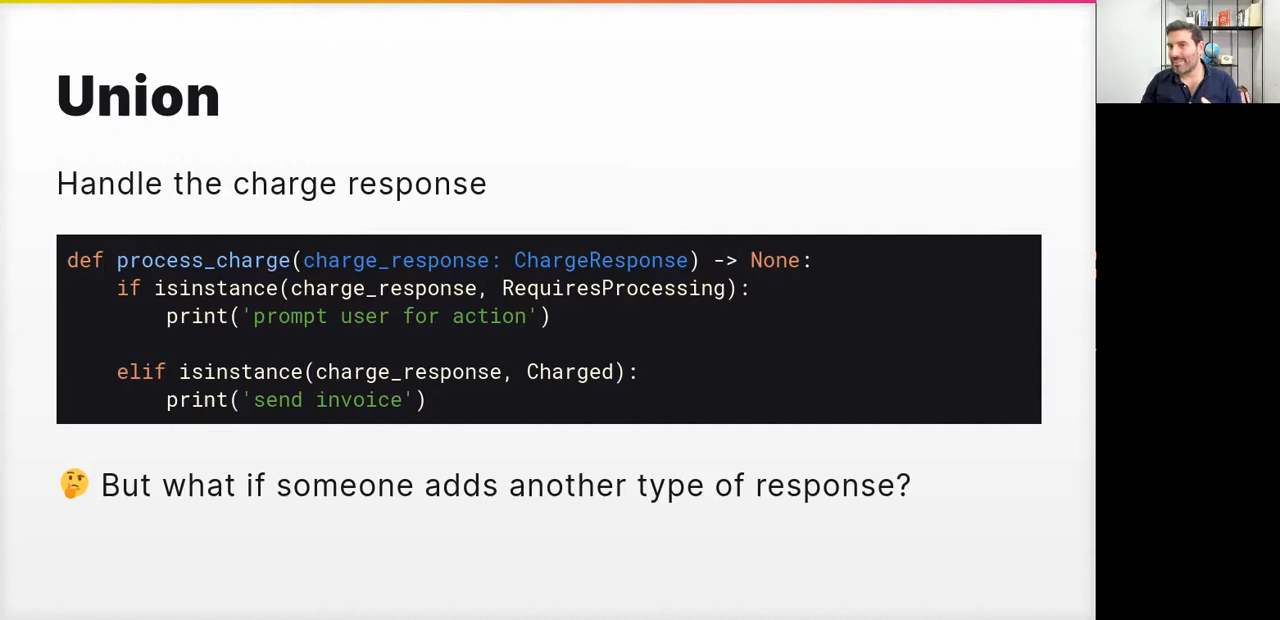 Union
Handle the charge response
def process_charge(charge_response: ChargeResponse) -> None:
    if isinstance(charge_response, RequiresProcessing):
        print('prompt user for action')
    elif isinstance(charge_response, Charged):
        print('send invoice')
🤔 But what if someone adds another type of response?